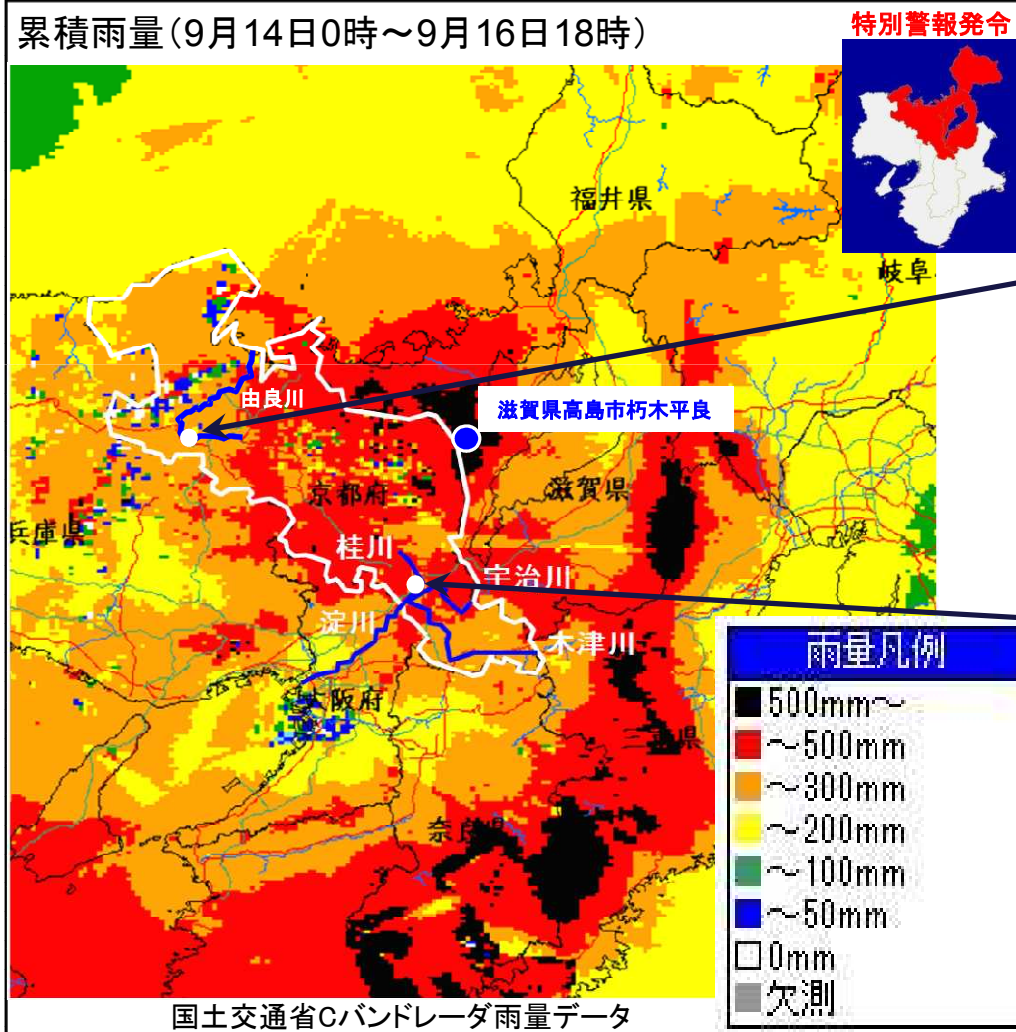 累積雨量(9月14日0時～9月16日18時)
特別警報発令
福井県
岐阜
由良川
滋賀県高島市朽木平良
京都府
滋賀県
兵庫県
桂川
宇治川
淀川
木津川
大阪府
三重県
奈良県
雨量凡例
500mm～
～500mm
～300mm
～200mm
～100mm
～50mm
0mm
欠測
国土交通省Cバンドレーダ雨量データ